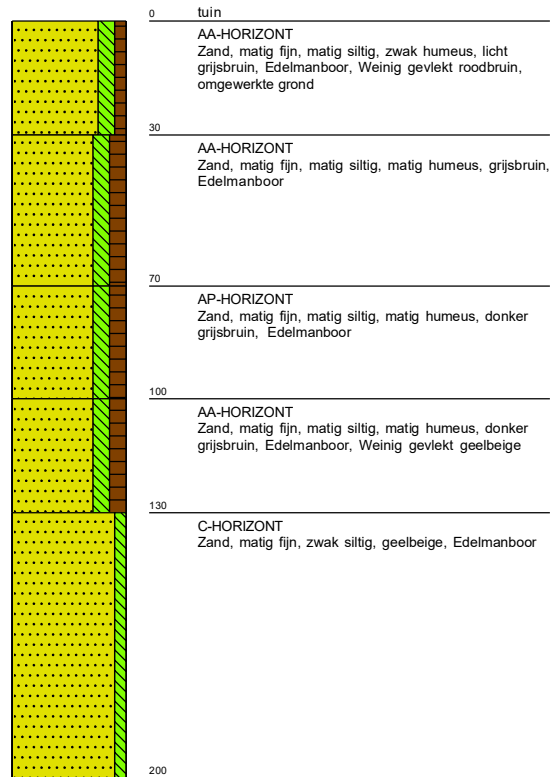 0 tuin
AA-HORIZONT
Zand, matig fijn, matig siltig, zwak humeus, licht
grijsbruin, Edelmanboor, Weinig gevlekt roodbruin,
omgewerkte grond
30
AA-HORIZONT
Zand, matig fijn, matig siltig, matig humeus, grijsbruin,
Edelmanboor
70
AP-HORIZONT
Zand, matig fijn, matig siltig, matig humeus, donker
grijsbruin, Edelmanboor
100
AA-HORIZONT
Zand, matig fijn, matig siltig, matig humeus, donker
grijsbruin, Edelmanboor, Weinig gevlekt geelbeige
130
C-HORIZONT
Zand, matig fijn, zwak siltig, geelbeige, Edelmanboor
200